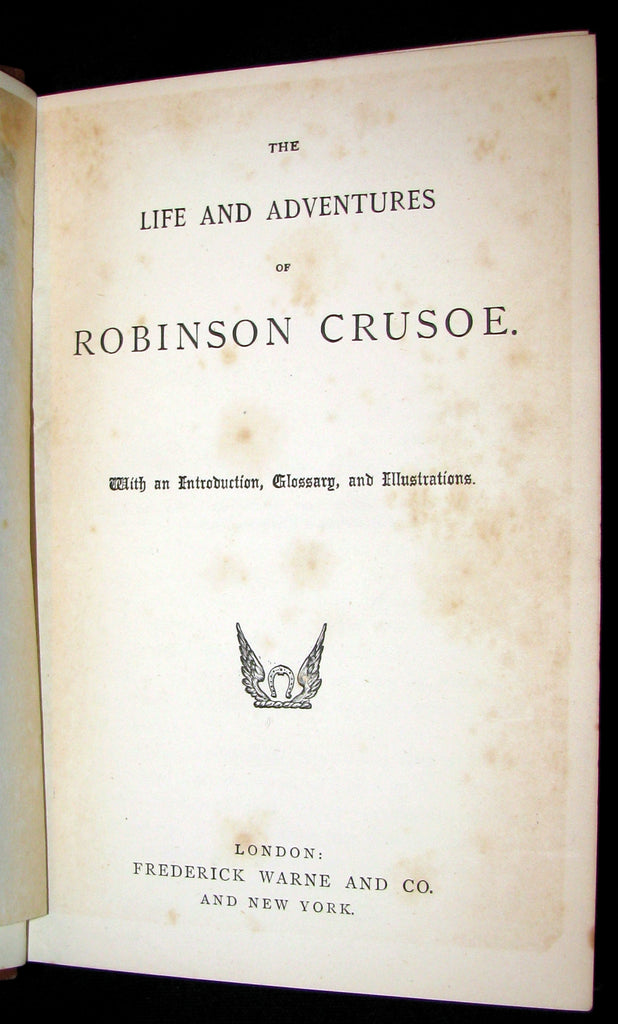 THE
LIFE AND ADVENTURES
OF
ROBINSON CRUSOE.
With an Introduction, Glossary, and Illustrations.
LONDON:
FREDERICK WARNE AND CO.
AND NEW YORK.